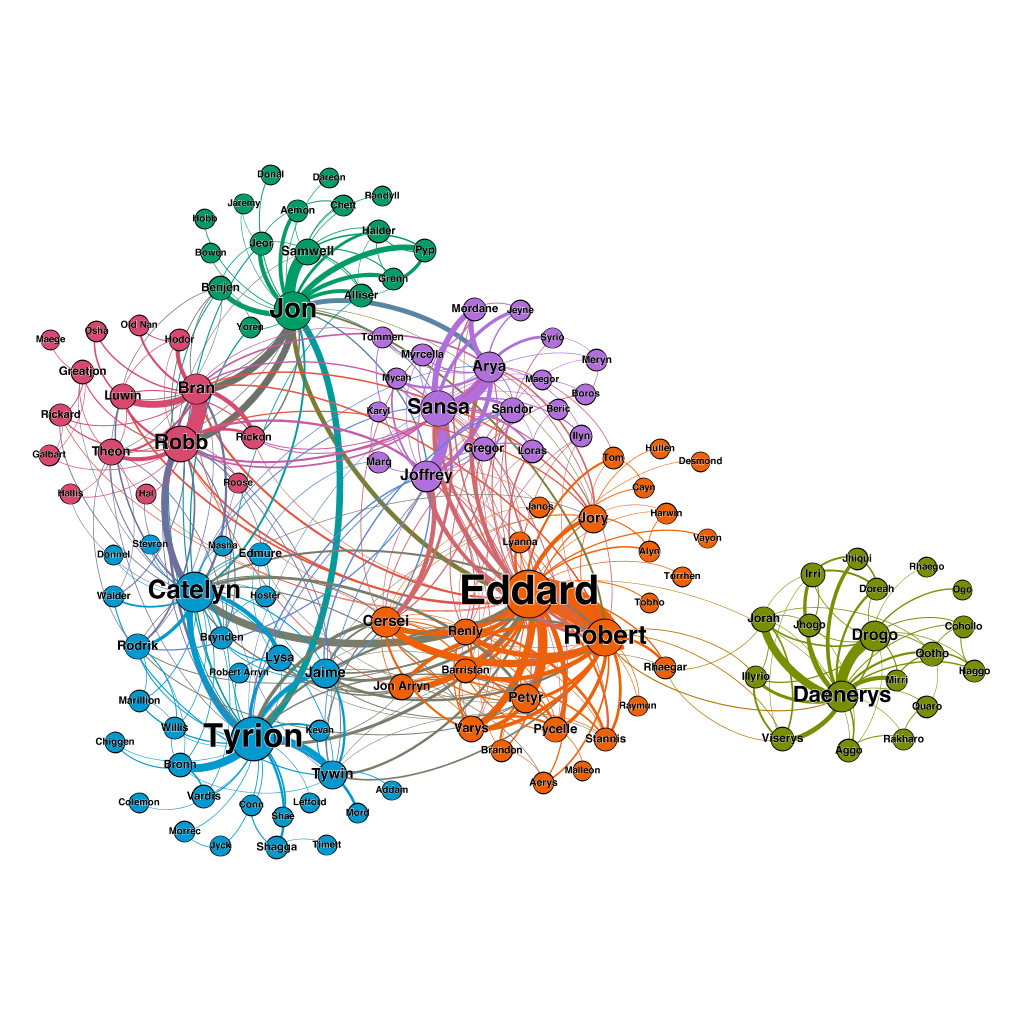 Donal
Dareon
Randyll
Jaremy
Chett
Aemon
Hobb
Halder
Jeor
Samwell
Pyp
Bowen
Grenn
Benjen
Alliser
Jon
Yoren
Mordane
Jeyne
Old Nan
Osha
Maege
Hodor
Tommen
Syrio
Myrcella
Meryn
Arya
Greatjon
Mycah
Maegor
Bran
Luwin
Boros
Sansa
Sandor
Beric
Karyl
Rickard
Robb
Rickon
Ilyn
Theon
Galbart
Gregor
Loras
Hullen
Tom
Desmond
Marq
Joffrey
Roose
Cayn
Hallis
Hal
Janos
Harwin
Jory
Vayon
Lyanna
Stevron
Masha
Donnel
Edmure
Alyn
Jhiqui
Rhaego
Irri
Torrhen
Doreah
Ogo
Catelyn
Eddard
Walder
Hosler
Tobho
Jorah
Cersei
Jhogo
Cohollo
Renly
Robert
Drogo
Brynden
Rodrik
Lysa
Qotho
Rhaegar
Barristan
Haggo
Robert Arryn
Jaime
Illyrio
Mirri
Jon Arryn
Petyr
Daenerys
Marillion
Raymun
Quaro
Willis
Kevan
Varys
Pycelle
Tyrion
Stannis
Viserys
Rakharo
Chiggen
Brandon
Aggo
Bronn
Tywin
Malleon
Aerys
Addam
Vardis
Colemon
Conn
Lefford
Shae
Mord
Morrec
Jyck
Shagga
Timett